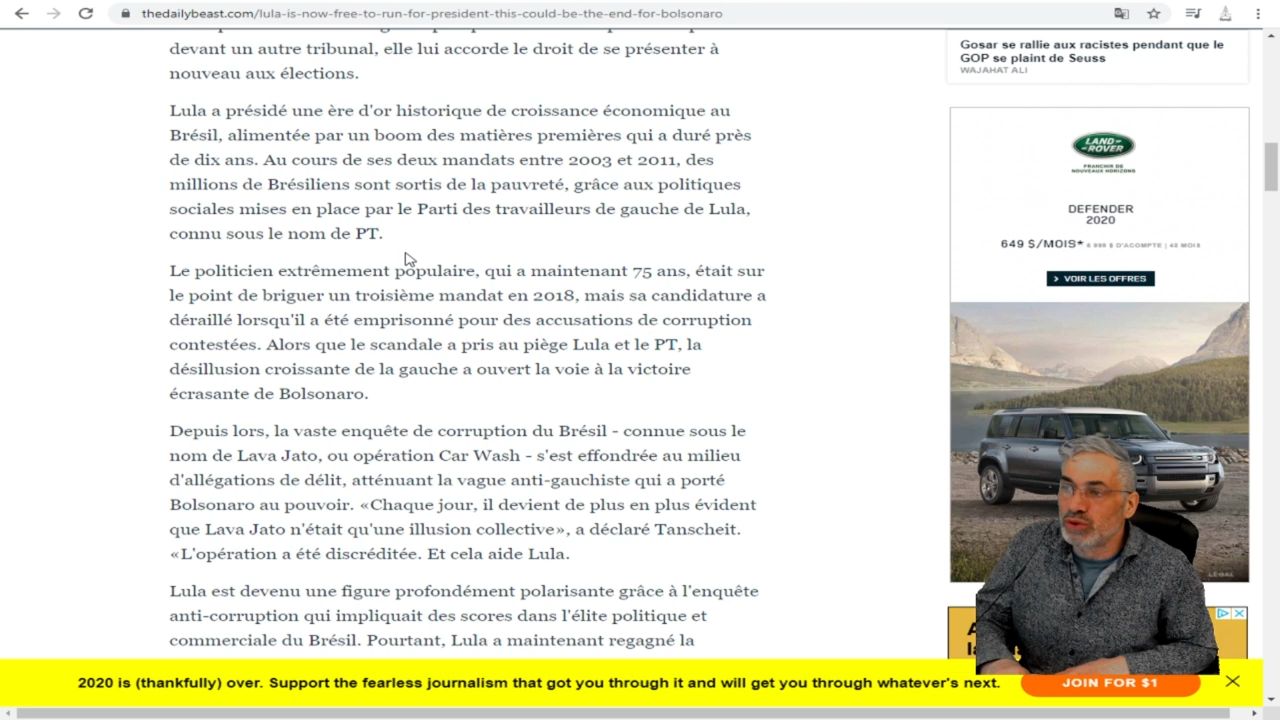 thedailybeast.com/lula-is-now-free-to-run-for-president-this-could-be-the-end-for-bolsonaro
devant un autre tribunal, elle lui accorde le droit de se présenter à
nouveau aux élections.
Lula a présidé une ère d'or historique de croissance économique au
Brésil, alimentée par un boom des matières premières qui a duré près
de dix ans. Au cours de ses deux mandats entre 2003 et 2011, des
millions de Brésiliens sont sortis de la pauvreté, grâce aux politiques
sociales mises en place par le Parti des travailleurs de gauche de Lula,
connu sous le nom de PT.
Le politicien extrêmement populaire, qui a maintenant 75 ans, était sur
le point de briguer un troisième mandat en 2018, mais sa candidature a
déraillé lorsqu'il a été emprisonné pour des accusations de corruption
contestées. Alors que le scandale a pris au piège Lula et le PT, la
désillusion croissante de la gauche a ouvert la voie à la victoire
écrasante de Bolsonaro.
Depuis lors, la vaste enquête de corruption du Brésil - connue sous le
nom de Lava Jato, ou opération Car Wash - s'est effondrée au milieu
d'allégations de délit, atténuant la vague anti-gauchiste qui a porté
Bolsonaro au pouvoir. «Chaque jour, il devient de plus en plus évident
que Lava Jato n'était qu'une illusion collective», a déclaré Tanscheit.
«L'opération a été discréditée. Et cela aide Lula.
Lula est devenu une figure profondément polarisante grâce à l'enquête
anti-corruption qui impliquait des scores dans l'élite politique et
commerciale du Brésil. Pourtant, Lula a maintenant regagné la
Gosar se rallie aux racistes pendant que le
GOP se plaint de Seuss
WAJAHAT ALI
LAND-
ROVER
FRANCHIR DE
NOUVEAUX HORIZONS
DEFENDER
2020
649 $/MOIS* 6 996 $ D'ACOMPTE | 48 MOIS
> VOIR LES OFFRES
LEGAL
2020 is (thankfully) over. Support the fearless journalism that got you through it and will get you through whatever's next.
JOIN FOR $1